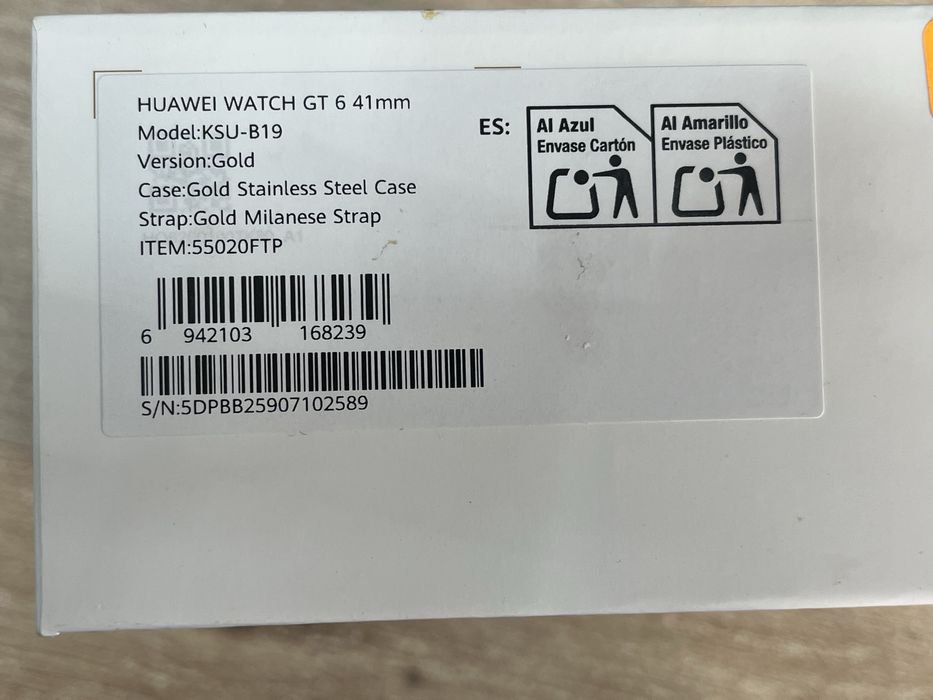 HUAWEI WATCH GT 6 41mm
Model:KSU-B19
Version:Gold
Case:Gold Stainless Steel Case
Strap:Gold Milanese Strap
ITEM:55020FTP
6 942103 168239
S/N:5DPBB25907102589
ES:
Al Azul
Envase Cartón
Al Amarillo
Envase Plástico